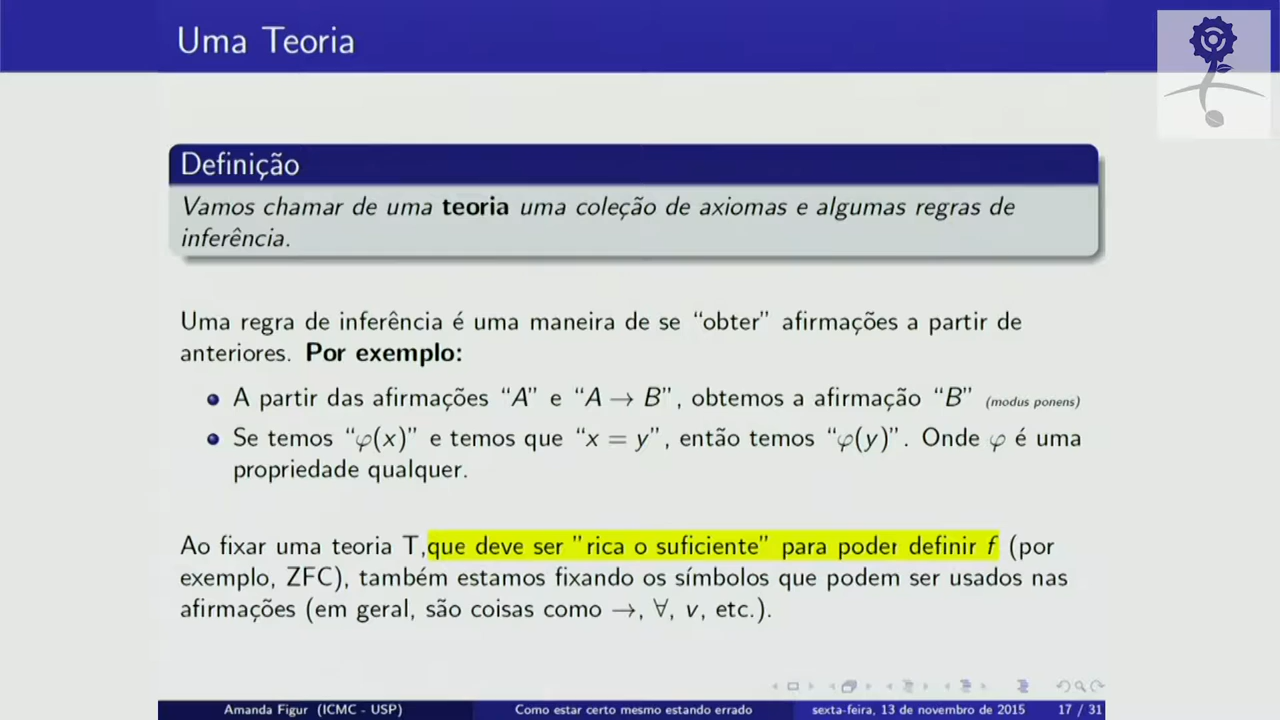 Uma Teoria
Definição
Vamos chamar de uma teoria uma coleção de axiomas e algumas regras de
inferência.
Uma regra de inferência é uma maneira de se “obter” afirmações a partir de
anteriores. Por exemplo:
A partir das afirmações “A” e “A → B”, obtemos a afirmação “B” (modus ponens)
Se temos “φ(x)” e temos que “x = y”, então temos “φ(y)”. Onde φ é uma
propriedade qualquer.
Ao fixar uma teoria T,que deve ser ”rica o suficiente” para poder definir f (por
exemplo, ZFC), também estamos fixando os símbolos que podem ser usados nas
afirmações (em geral, são coisas como →, ∀, v, etc.).
Amanda Figur (ICMC - USP) Como estar certo mesmo estando errado sexta-feira, 13 de novembro de 2015 17 / 31